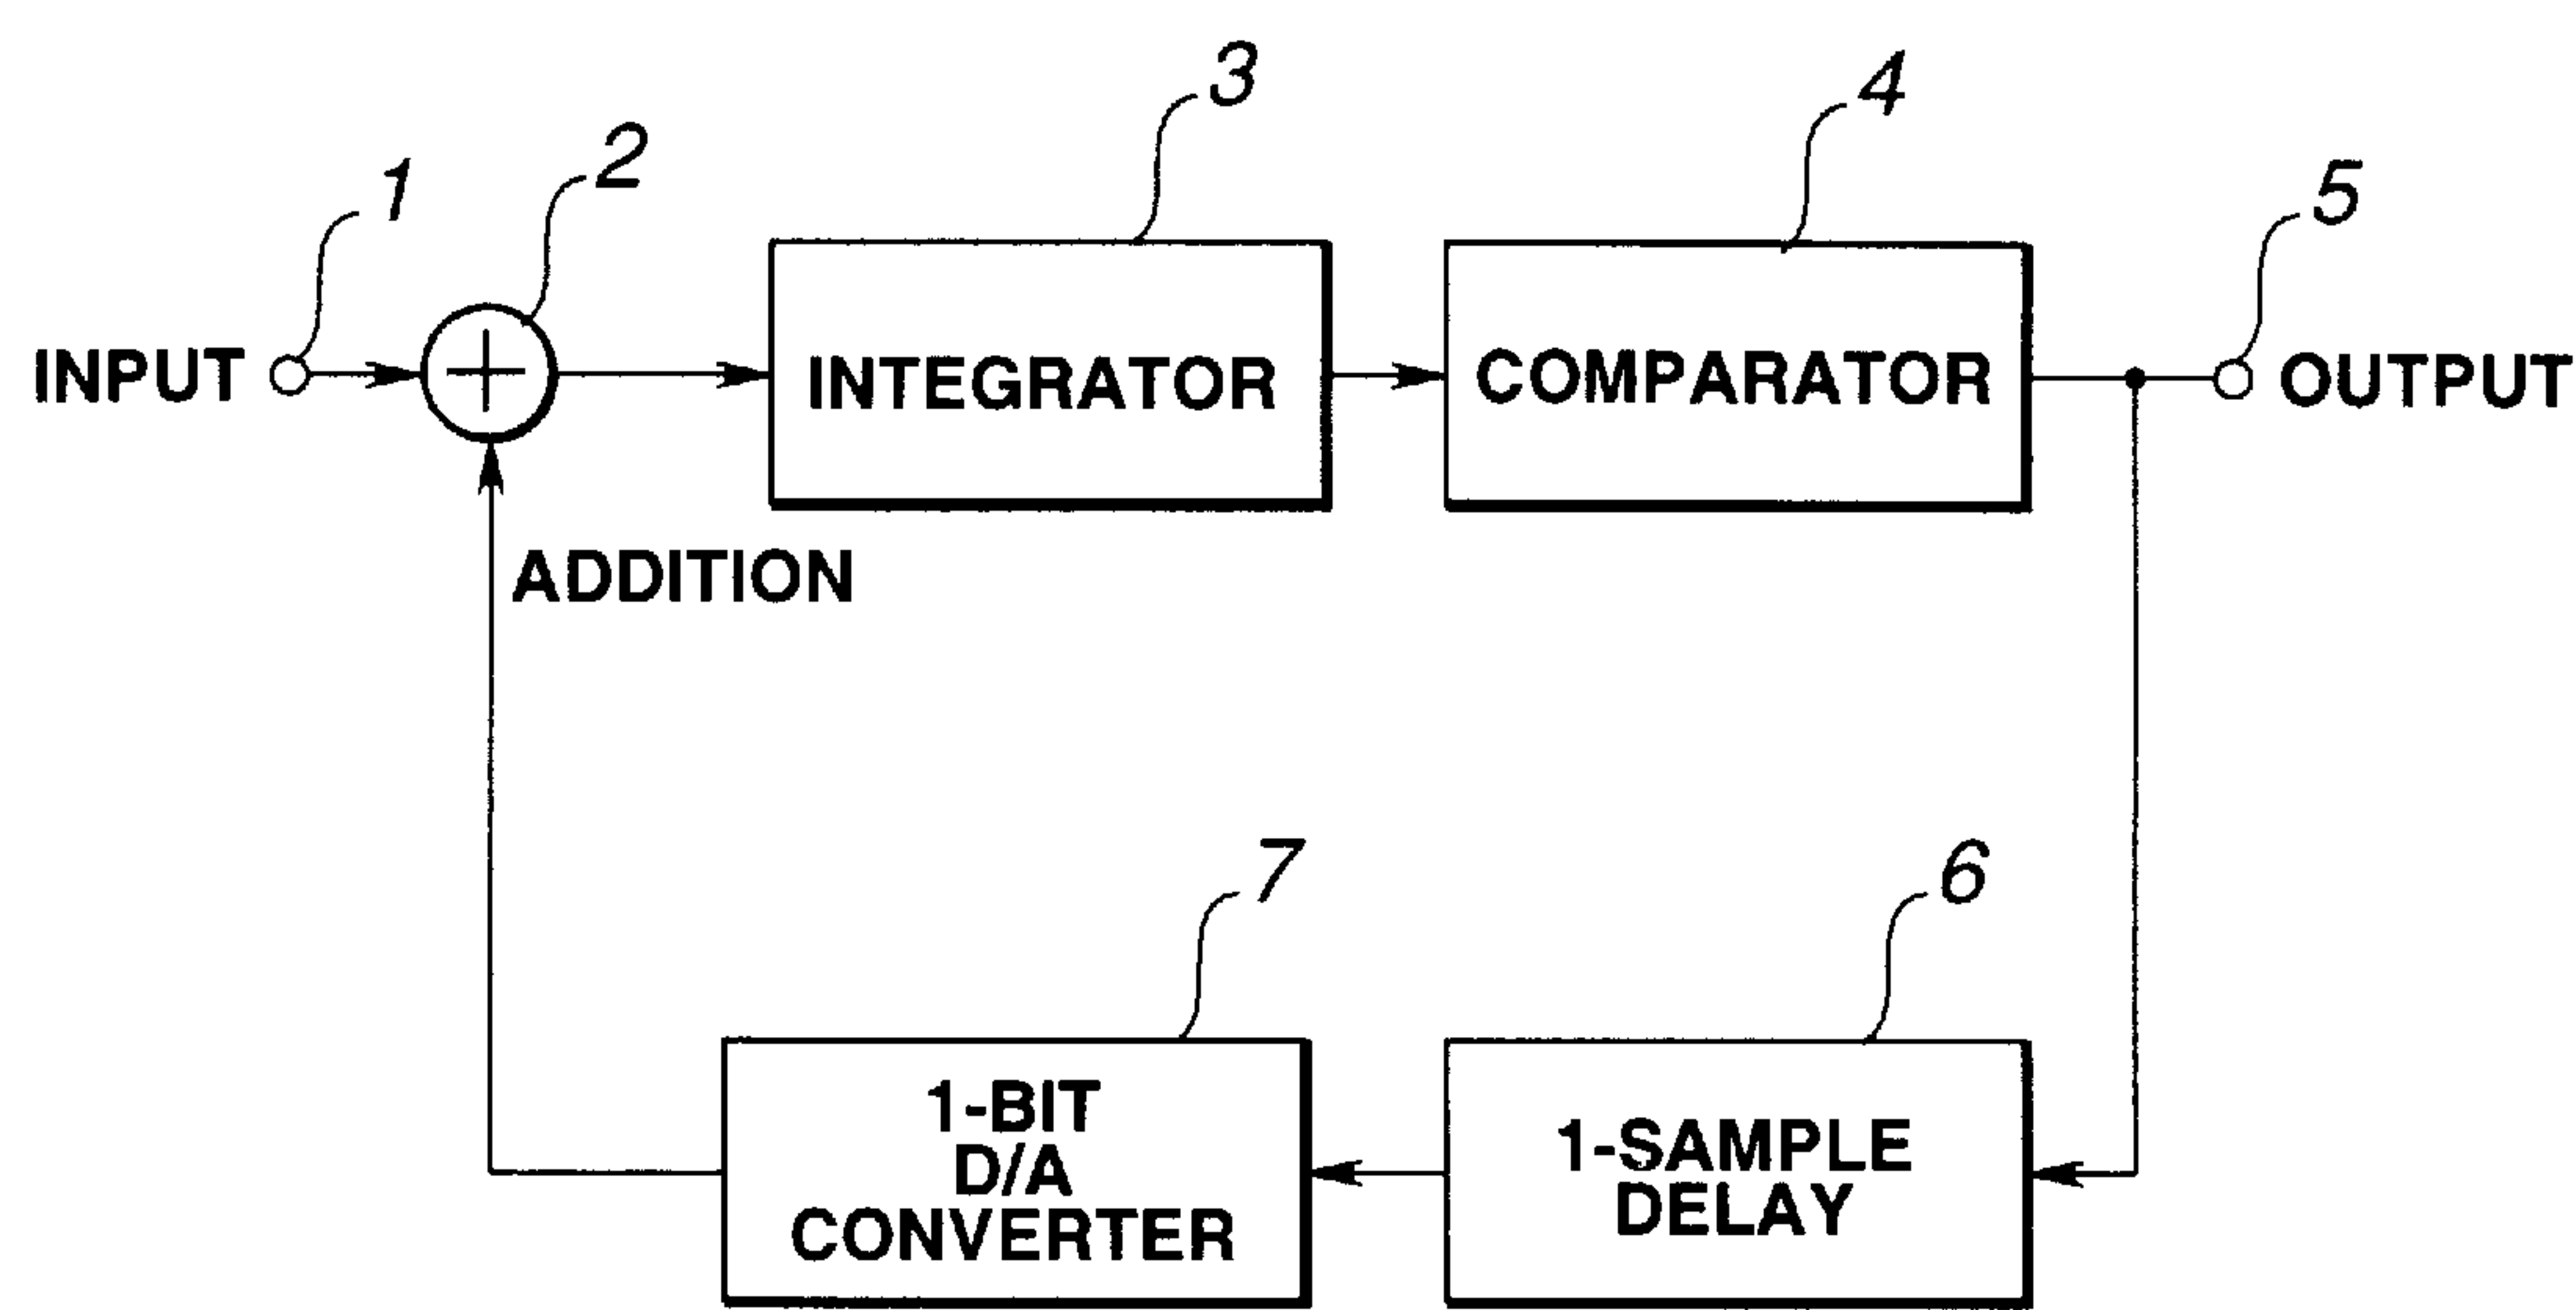 1
2
3
4
5
INPUT
INTEGRATOR
COMPARATOR
OUTPUT
ADDITION
7
6
1-BIT
D/A
CONVERTER
1-SAMPLE
DELAY